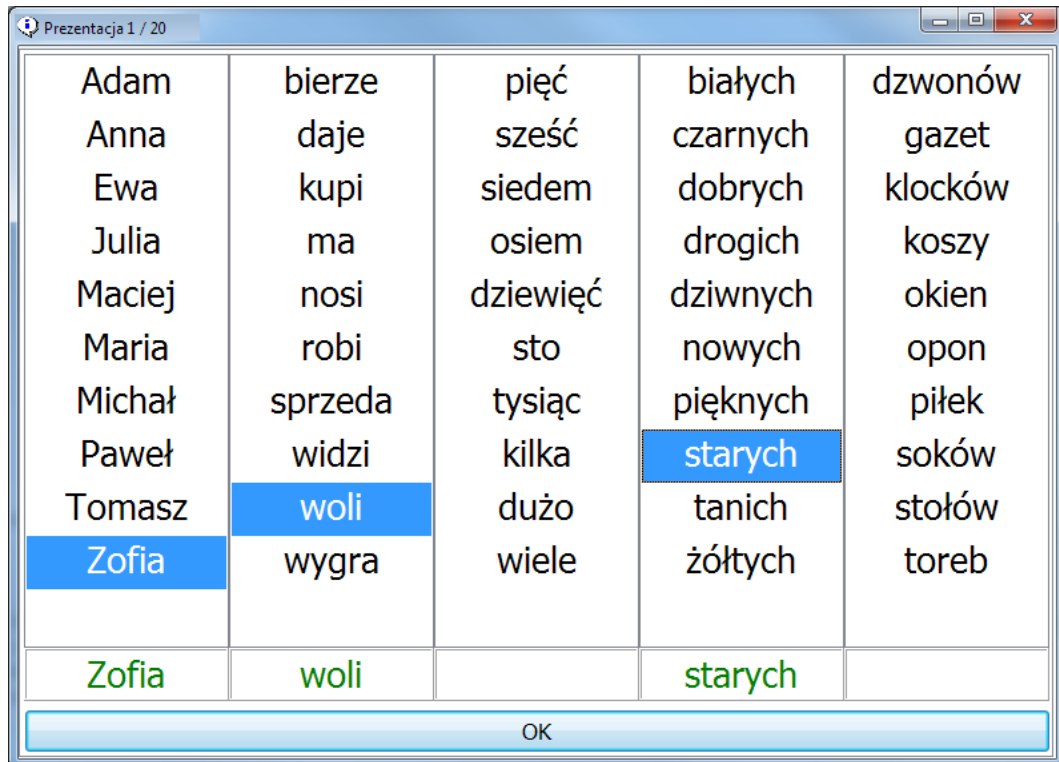 Prezentacja 1 / 20
Adam bierze pięć białych dzwonów
Anna daje sześć czarnych gazet
Ewa kupi siedem dobrych klocków
Julia ma osiem drogich koszy
Maciej nosi dziewięć dziwnych okien
Maria robi sto nowych opon
Michał sprzeda tysiąc pięknych piłek
Paweł widzi kilka starych soków
Tomasz woli dużo tanich stołów
Zofia wygra wiele żółtych toreb
Zofia woli starych
OK